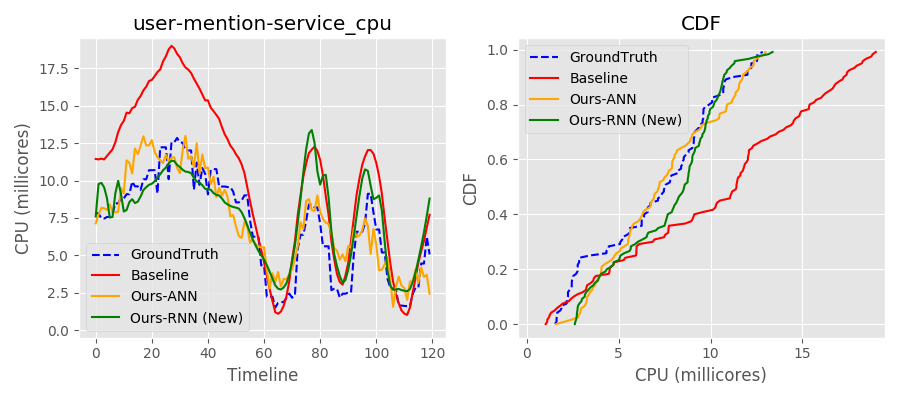 user-mention-service_cpu
CPU (millicores)
17.5
15.0
12.5
10.0
7.5
5.0
2.5
0.0
GroundTruth
Baseline
Ours-ANN
Ours-RNN (New)
0 20 40 60 80 100 120
Timeline
CDF
CDF
1.0
0.8
0.6
0.4
0.2
0.0
GroundTruth
Baseline
Ours-ANN
Ours-RNN (New)
0 5 10 15
CPU (millicores)